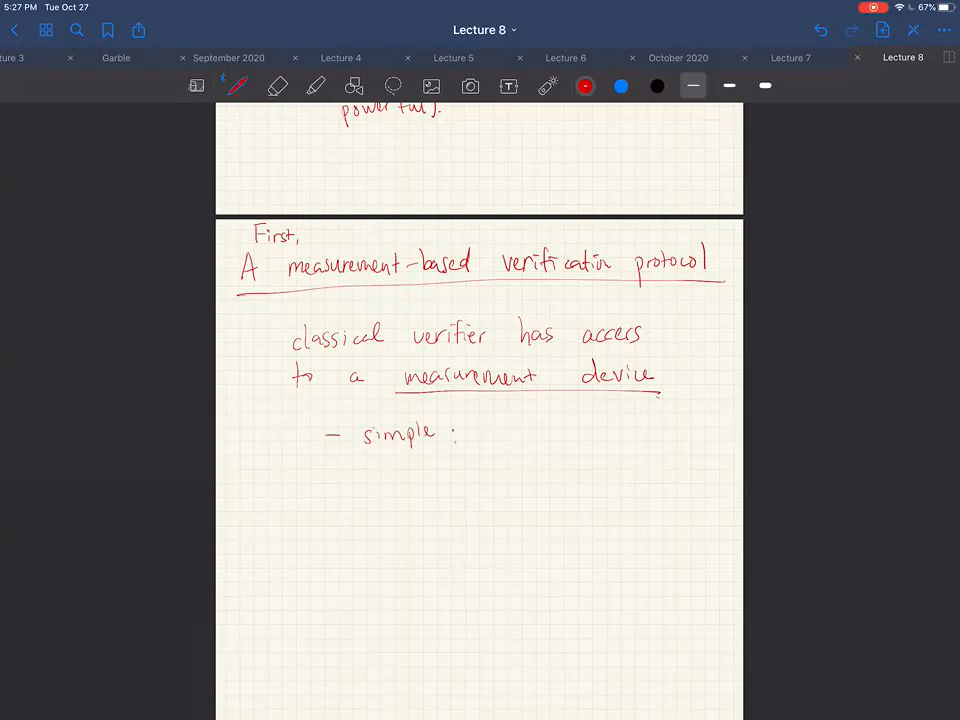 5:27 PM Tue Oct 27
67%
Lecture 8
ure 3
Garble
September 2020
Lecture 4
Lecture 5
Lecture 6
October 2020
Lecture 7
Lecture 8
powerful).
First,
A measurement-based verification protocol
classical verifier has access
to a measurement device
- simple :